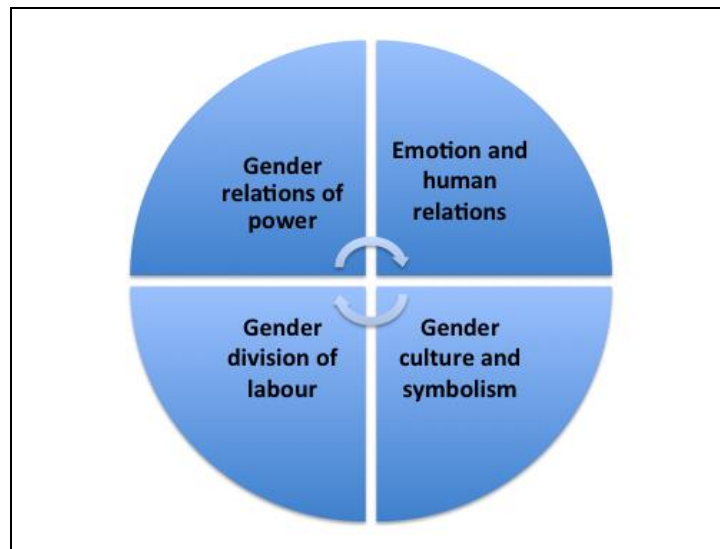 Gender
relations of
power
Emotion and
human
relations
Gender
division of
labour
Gender
culture and
symbolism